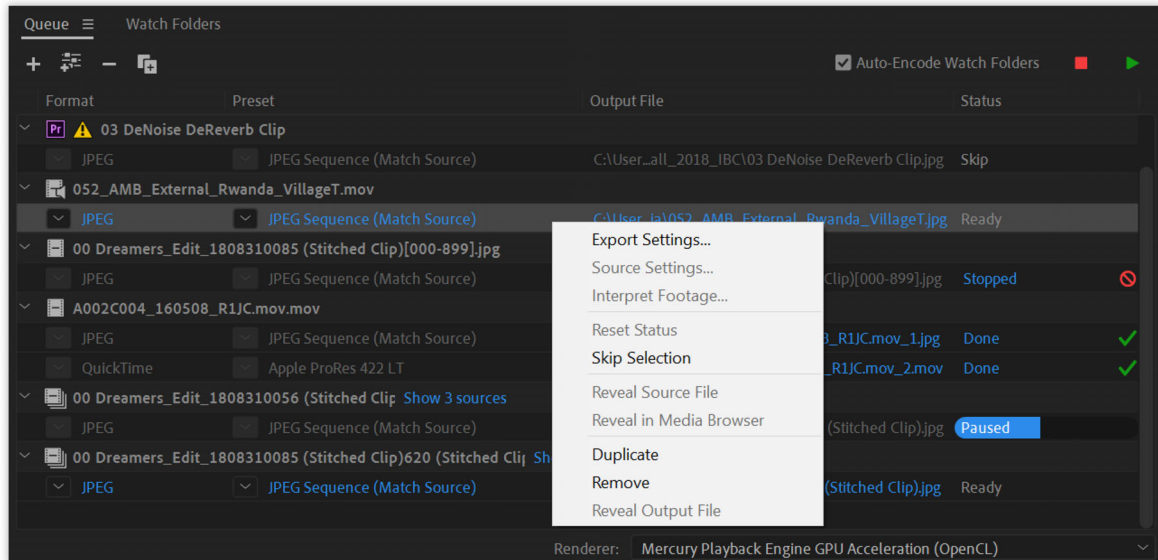 Queue Watch Folders
Auto-Encode Watch Folders
Format Preset Output File Status
Pr 03 DeNoise DeReverb Clip
JPEG JPEG Sequence (Match Source) C:\User...all_2018_IBC\03 DeNoise DeReverb Clip.jpg Skip
052_AMB_External_Rwanda_VillageT.mov
JPEG JPEG Sequence (Match Source) C:\User_ia\052_AMB_External_Rwanda_VIllageT.jpg Ready
00 Dreamers_Edit_1808310085 (Stitched Clip)[000-899].jpg
JPEG JPEG Sequence (Match Source) Clip)[000-899].jpg Stopped
A002C004_160508_R1JC.mov.mov
JPEG JPEG Sequence (Match Source) _R1JC.mov_1.jpg Done
QuickTime Apple ProRes 422 LT _R1JC.mov_2.mov Done
00 Dreamers_Edit_1808310056 (Stitched Clip Show 3 sources
JPEG JPEG Sequence (Match Source) (Stitched Clip).jpg Paused
00 Dreamers_Edit_1808310085 (Stitched Clip)620 (Stitched Cli Sh
JPEG JPEG Sequence (Match Source) (Stitched Clip).jpg Ready
Export Settings...
Source Settings...
Interpret Footage...
Reset Status
Skip Selection
Reveal Source File
Reveal in Media Browser
Duplicate
Remove
Reveal Output File
Renderer: Mercury Playback Engine GPU Acceleration (OpenCL)